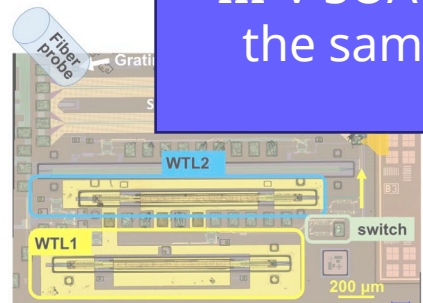 the sam
Fiber
probe
Grati
WTL2
switch
WTL1
200 µm